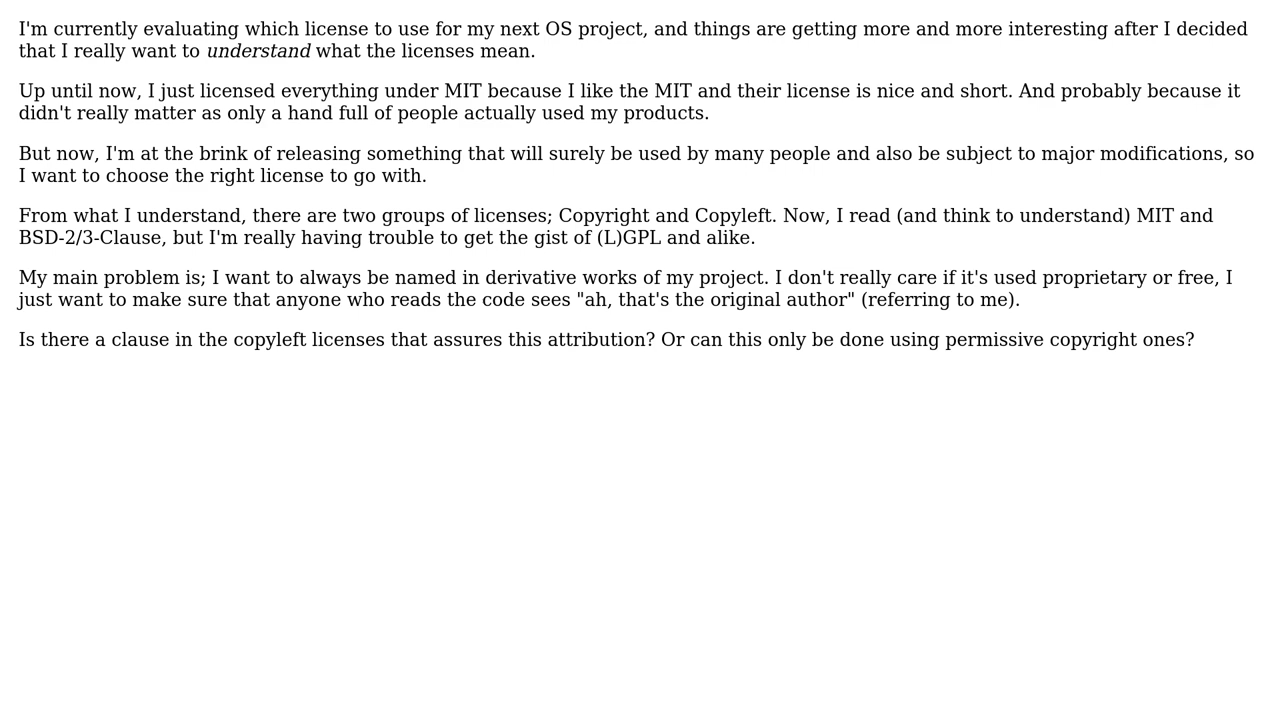 I'm currently evaluating which license to use for my next OS project, and things are getting more and more interesting after I decided
that I really want to understand what the licenses mean.
Up until now, I just licensed everything under MIT because I like the MIT and their license is nice and short. And probably because it
didn't really matter as only a hand full of people actually used my products.
But now, I'm at the brink of releasing something that will surely be used by many people and also be subject to major modifications, so
I want to choose the right license to go with.
From what I understand, there are two groups of licenses; Copyright and Copyleft. Now, I read (and think to understand) MIT and
BSD-2/3-Clause, but I'm really having trouble to get the gist of (L)GPL and alike.
My main problem is; I want to always be named in derivative works of my project. I don't really care if it's used proprietary or free, I
just want to make sure that anyone who reads the code sees "ah, that's the original author" (referring to me).
Is there a clause in the copyleft licenses that assures this attribution? Or can this only be done using permissive copyright ones?